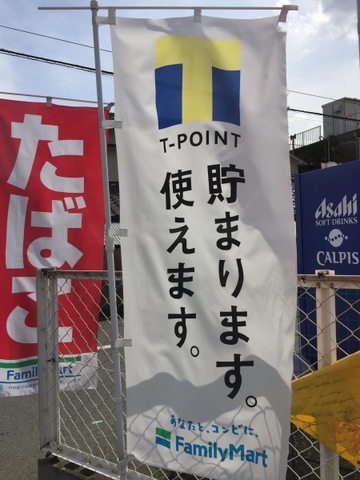 たばこ
FamilyMart
T-POINT
貯まります。
使えます。
あなたと、コンビに、
FamilyMart
Asahi
SOFT DRINKS
CALPIS